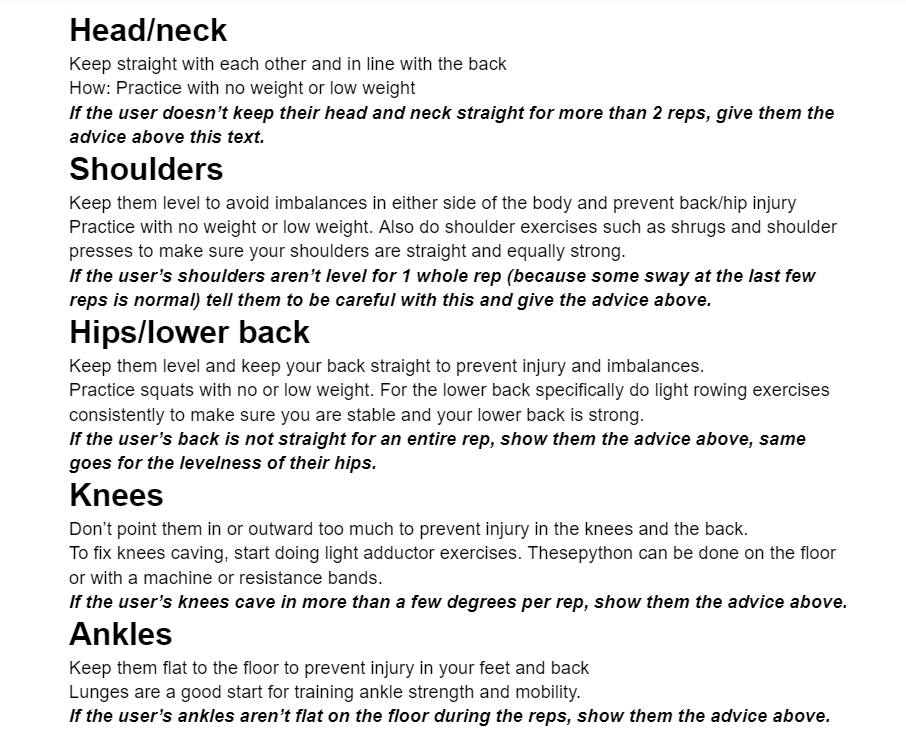 Head/neck
Keep straight with each other and in line with the back
How: Practice with no weight or low weight
If the user doesn’t keep their head and neck straight for more than 2 reps, give them the
advice above this text.
Shoulders
Keep them level to avoid imbalances in either side of the body and prevent back/hip injury
Practice with no weight or low weight. Also do shoulder exercises such as shrugs and shoulder
presses to make sure your shoulders are straight and equally strong.
If the user’s shoulders aren’t level for 1 whole rep (because some sway at the last few
reps is normal) tell them to be careful with this and give the advice above.
Hips/lower back
Keep them level and keep your back straight to prevent injury and imbalances.
Practice squats with no or low weight. For the lower back specifically do light rowing exercises
consistently to make sure you are stable and your lower back is strong.
If the user’s back is not straight for an entire rep, show them the advice above, same
goes for the levelness of their hips.
Knees
Don’t point them in or outward too much to prevent injury in the knees and the back.
To fix knees caving, start doing light adductor exercises. Thesepython can be done on the floor
or with a machine or resistance bands.
If the user’s knees cave in more than a few degrees per rep, show them the advice above.
Ankles
Keep them flat to the floor to prevent injury in your feet and back
Lunges are a good start for training ankle strength and mobility.
If the user’s ankles aren’t flat on the floor during the reps, show them the advice above.